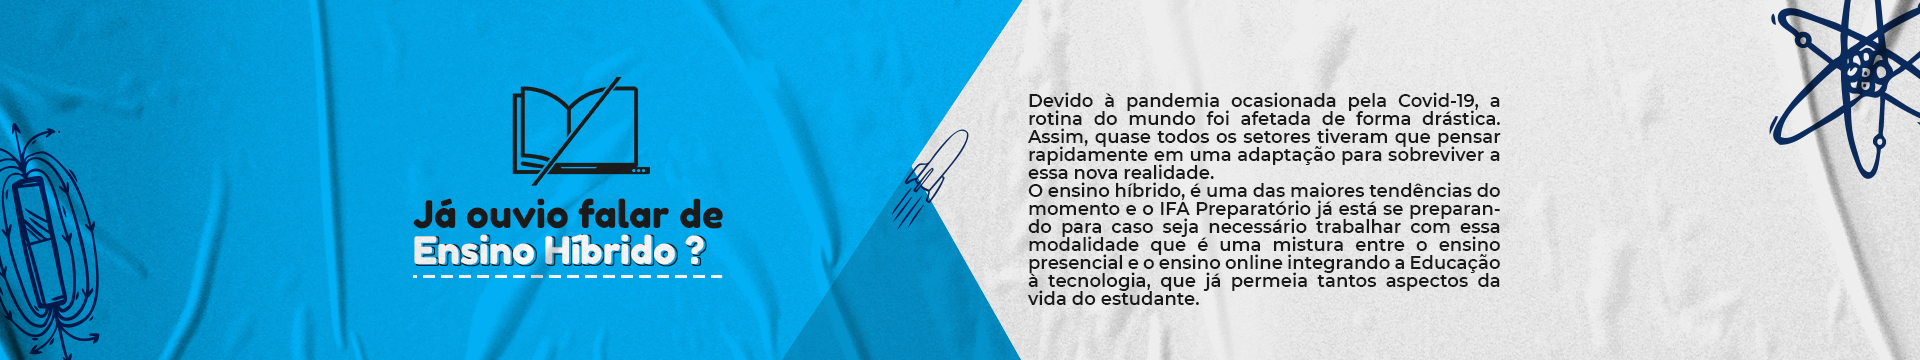 Já ouvio falar de
Ensino Híbrido ?
Devido à pandemia ocasionada pela Covid-19, a
rotina do mundo foi afetada de forma drástica.
Assim, quase todos os setores tiveram que pensar
rapidamente em uma adaptação para sobreviver a
essa nova realidade.
O ensino híbrido, é uma das maiores tendências do
momento e o IFA Preparatório já está se preparan-
do para caso seja necessário trabalhar com essa
modalidade que é uma mistura entre o ensino
presencial e o ensino online integrando a Educação
à tecnologia, que já permeia tantos aspectos da
vida do estudante.